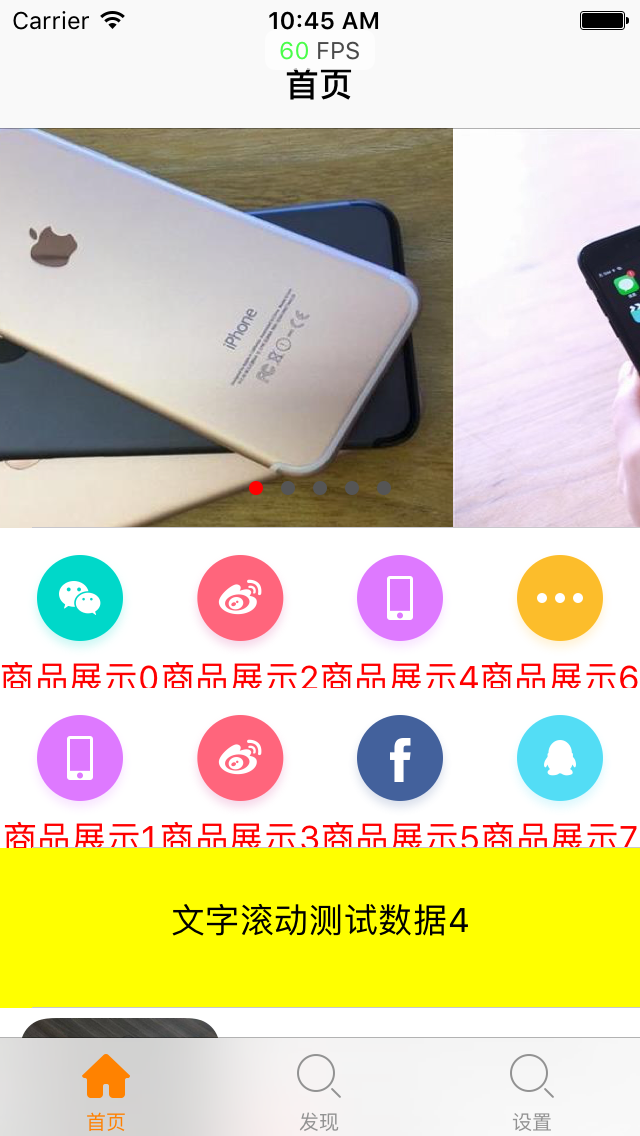 Carrier 10:45 AM
60 FPS
首页
iPhone
商品展示0 商品展示2 商品展示4 商品展示6
商品展示1 商品展示3 商品展示5 商品展示7
文字滚动测试数据4
首页 发现 设置